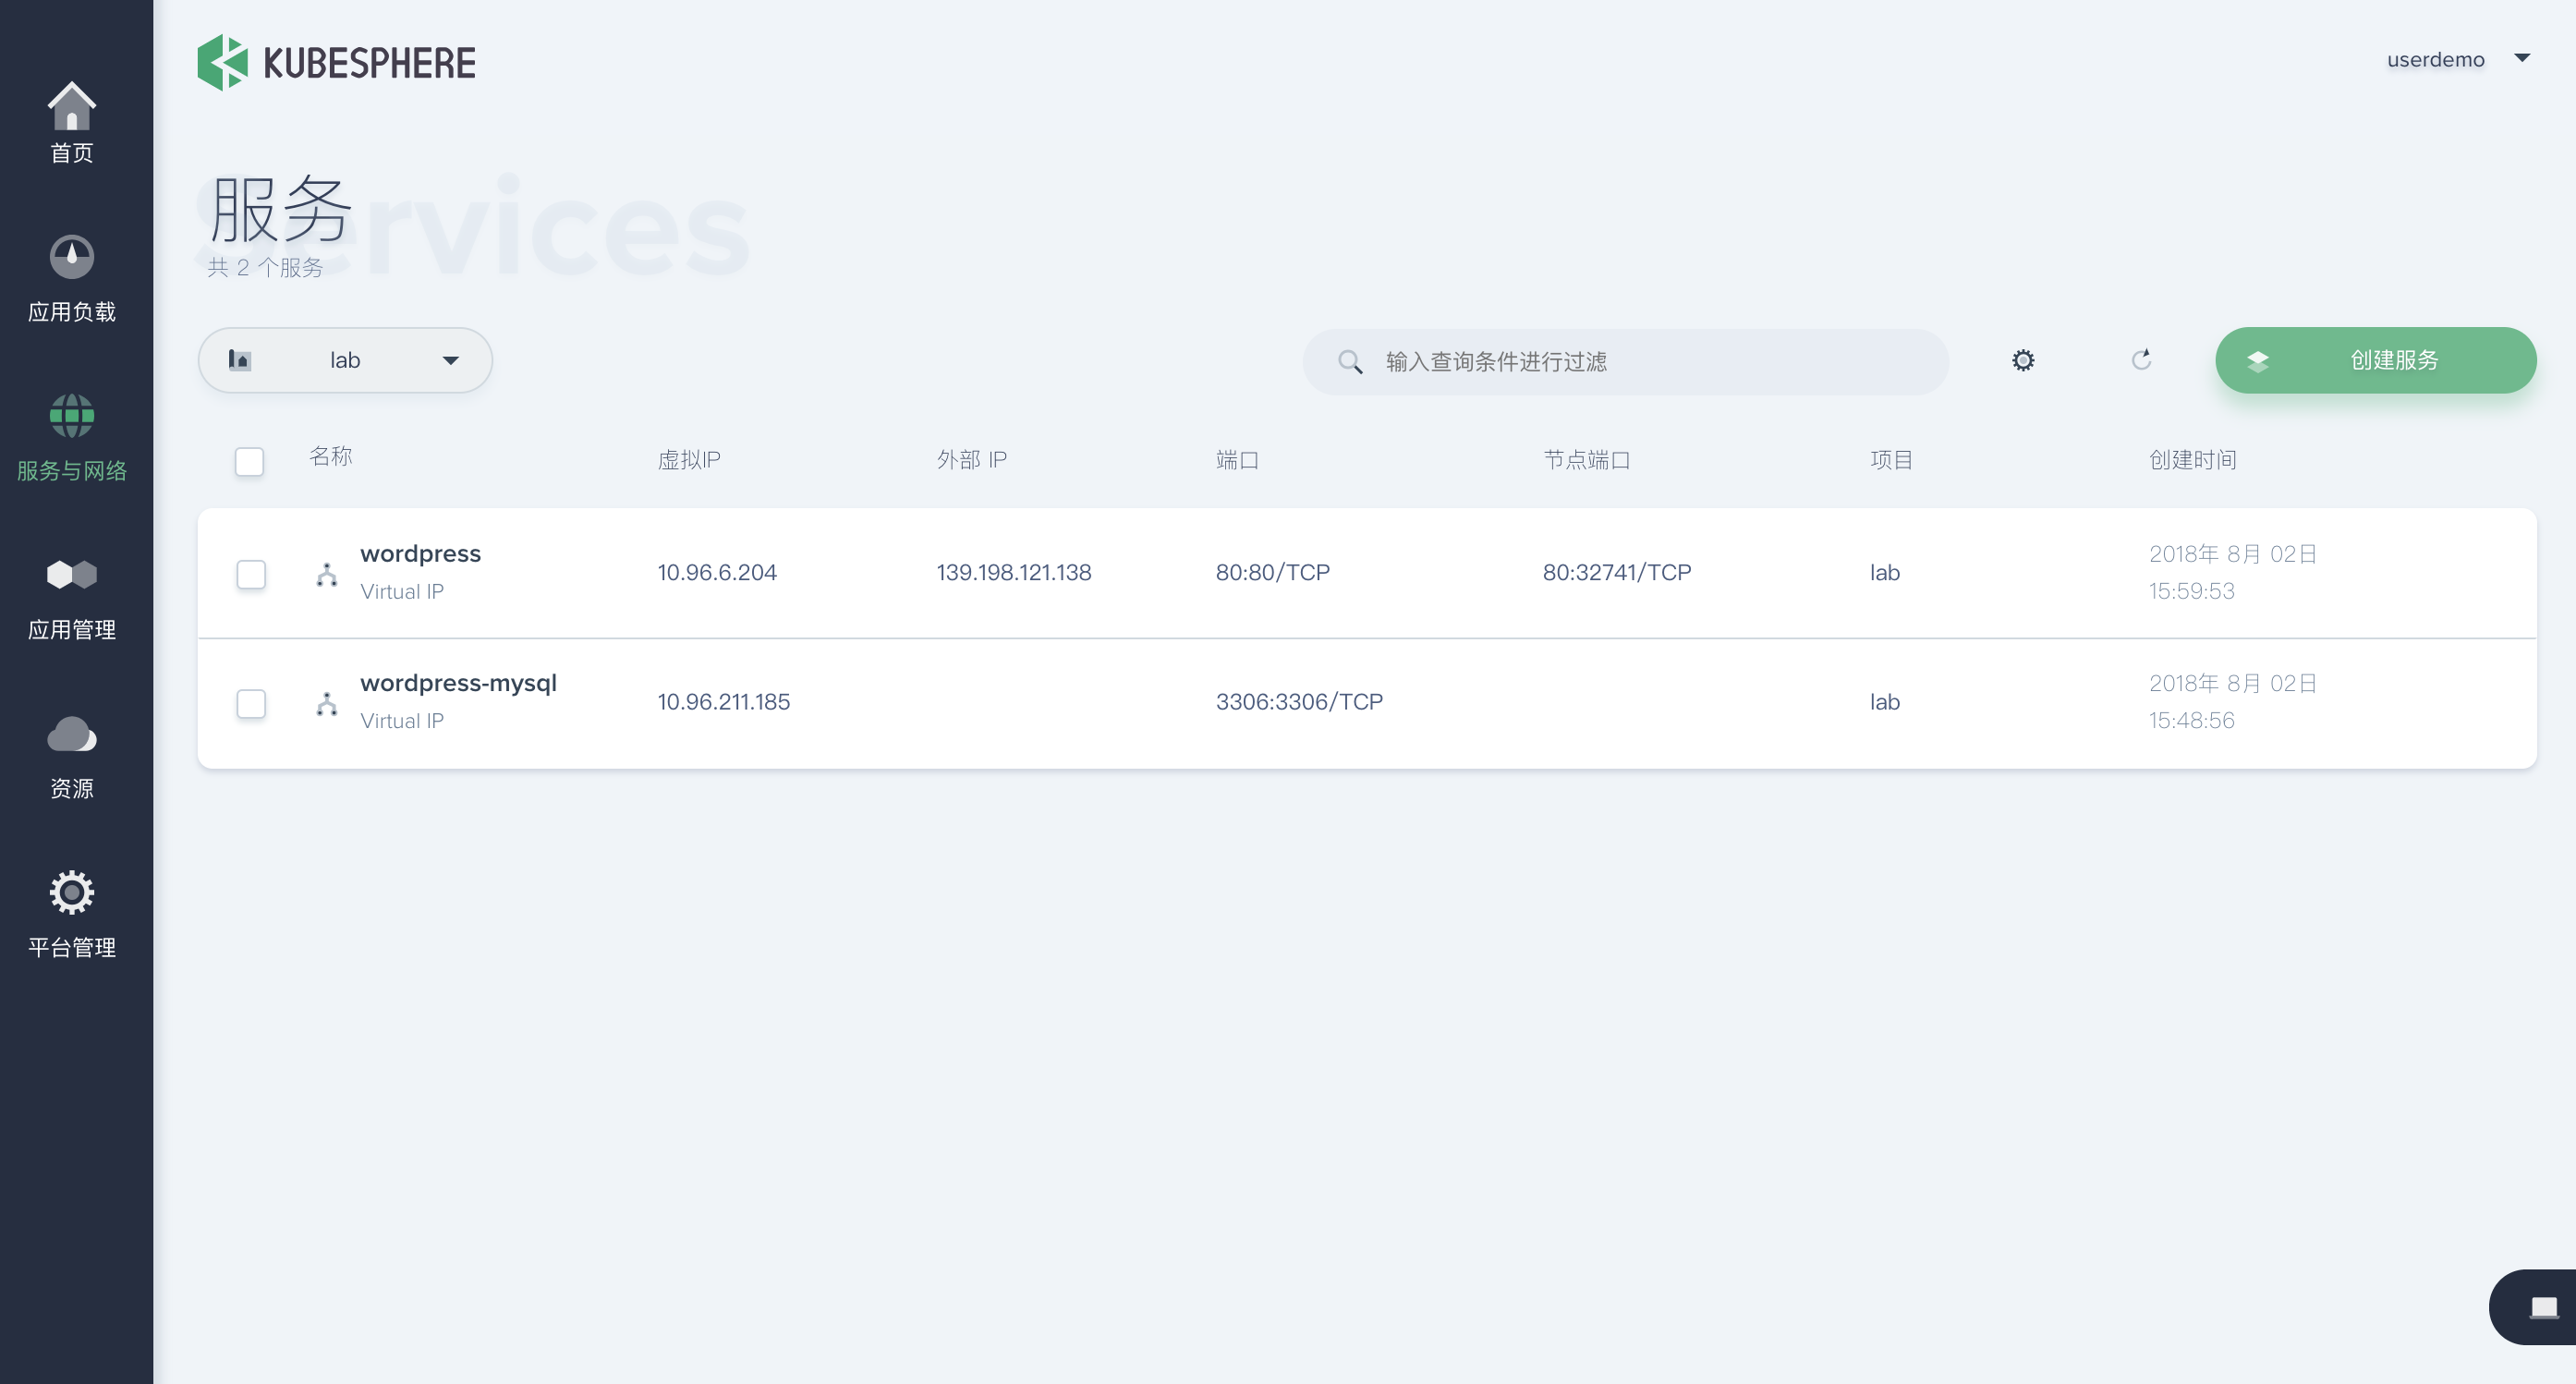 KUBESPHERE
userdemo
首页
应用负载
服务与网络
应用管理
资源
平台管理
Services
服务
共 2 个服务
lab
输入查询条件进行过滤
创建服务
名称 虚拟IP 外部 IP 端口 节点端口 项目 创建时间
wordpress
Virtual IP
10.96.6.204 139.198.121.138 80:80/TCP 80:32741/TCP lab
2018年 8月 02日
15:59:53
wordpress-mysql
Virtual IP
10.96.211.185 3306:3306/TCP lab
2018年 8月 02日
15:48:56